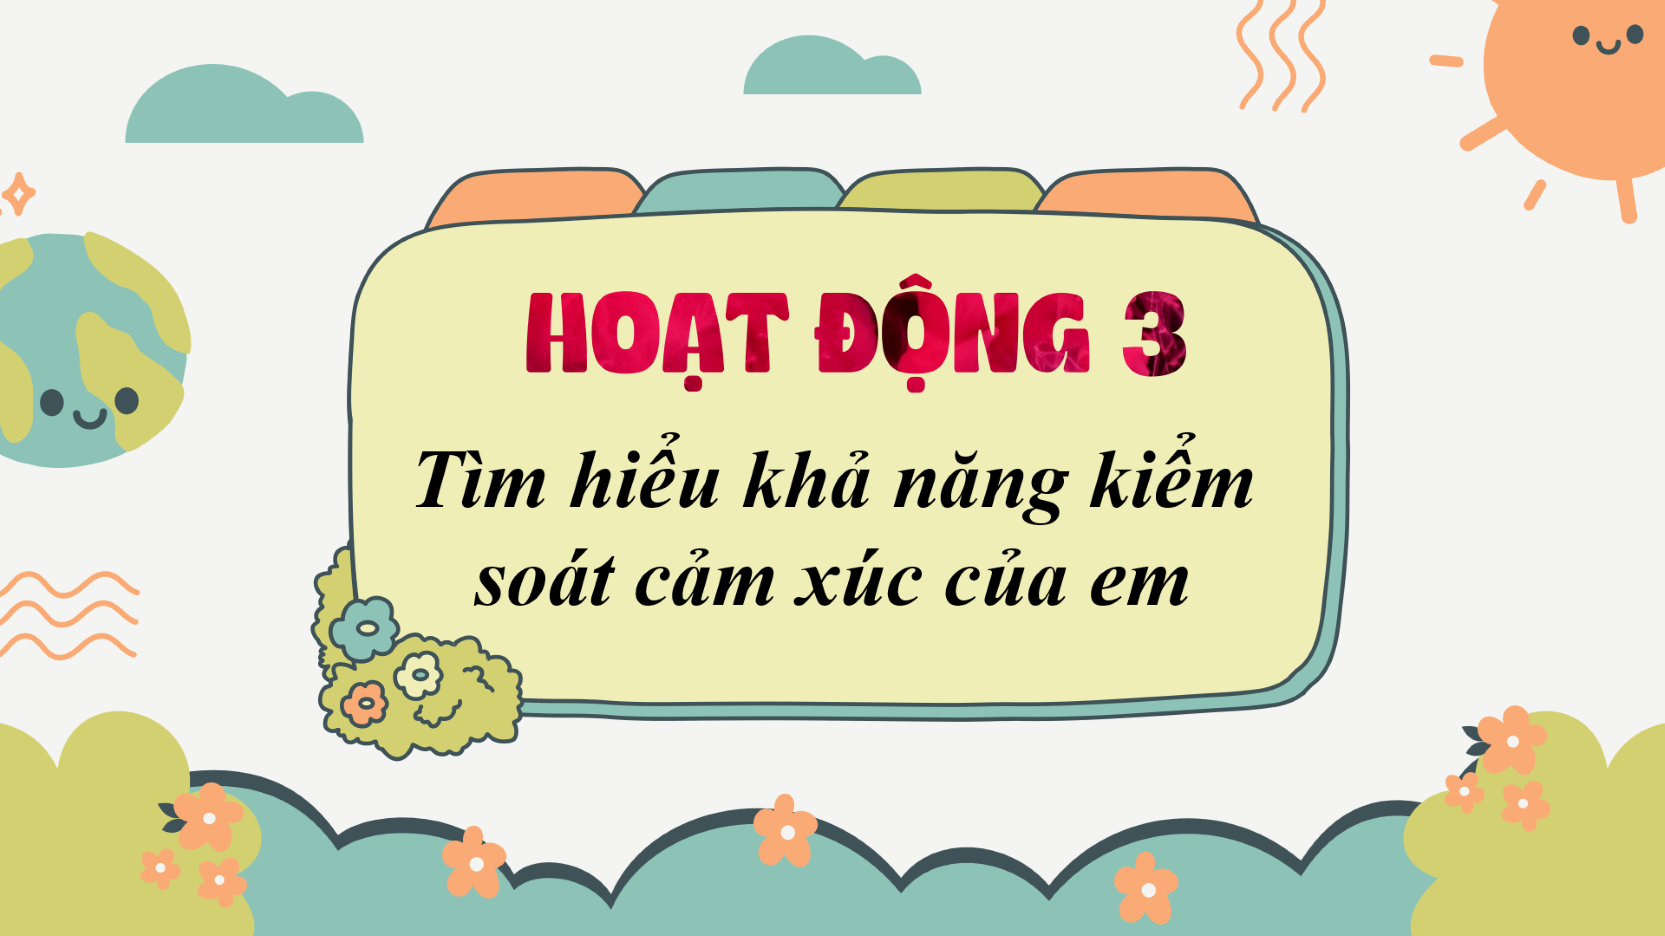 HOẠT ĐỘNG 3
Tìm hiểu khả năng kiểm
soát cảm xúc của em